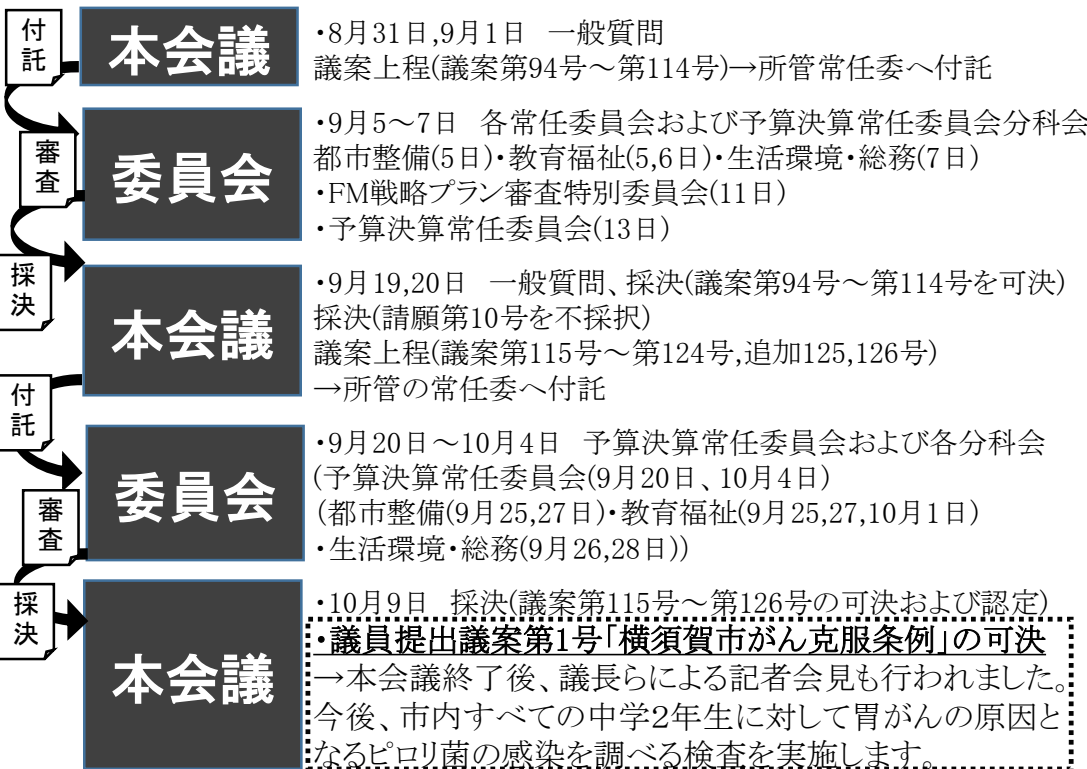 付託
本会議
・8月31日,9月1日　一般質問
議案上程(議案第94号～第114号)→所管常任委へ付託
審査
委員会
・9月5～7日　各常任委員会および予算決算常任委員会分科会
都市整備(5日)・教育福祉(5,6日)・生活環境・総務(7日)
・FM戦略プラン審査特別委員会(11日)
・予算決算常任委員会(13日)
採決
本会議
・9月19,20日　一般質問、採決(議案第94号～第114号を可決)
採決(請願第10号を不採択)
議案上程(議案第115号～第124号,追加125,126号)
→所管の常任委へ付託
付託
委員会
・9月20日～10月4日　予算決算常任委員会および各分科会
(予算決算常任委員会(9月20日、10月4日)
(都市整備(9月25,27日)・教育福祉(9月25,27,10月1日)
・生活環境・総務(9月26,28日))
審査
採決
本会議
・10月9日　採決(議案第115号～第126号の可決および認定)
・議員提出議案第1号「横須賀市がん克服条例」の可決
→本会議終了後、議長らによる記者会見も行われました。
今後、市内すべての中学2年生に対して胃がんの原因と
なるピロリ菌の感染を調べる検査を実施します。